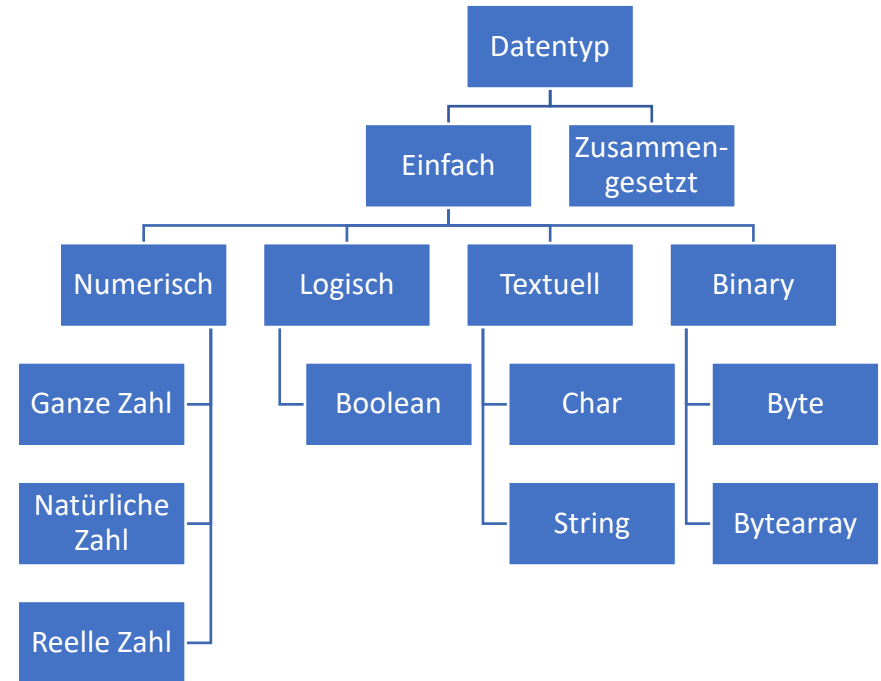 Datentyp
Einfach
Zusammen-
gesetzt
Numerisch
Logisch
Textuell
Binary
Ganze Zahl
Boolean
Char
Byte
Natürliche
Zahl
String
Bytearray
Reelle Zahl